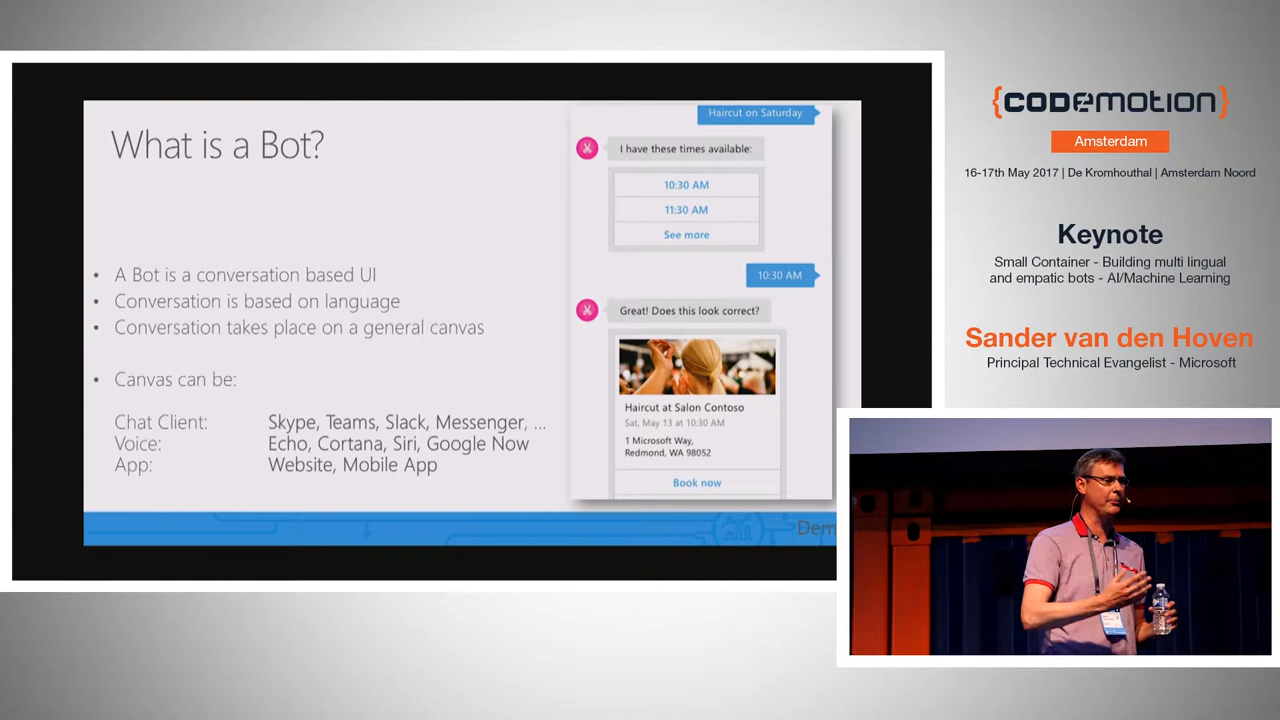 What is a Bot?
• A Bot is a conversation based UI
• Conversation is based on language
• Conversation takes place on a general canvas
• Canvas can be:
Chat Client: Skype, Teams, Slack, Messenger, ...
Voice: Echo, Cortana, Siri, Google Now
App: Website, Mobile App
Haircut on Saturday
I have these times available:
10:30 AM
11:30 AM
See more
10:30 AM
Great! Does this look correct?
Haircut at Salon Contoso
Sat, May 13 at 10:30 AM
1 Microsoft Way,
Redmond, WA 98052
Book now
Dem
{CODEMOTION}
Amsterdam
16-17th May 2017 | De Kromhouthal | Amsterdam Noord
Keynote
Small Container - Building multi lingual
and empatic bots - AI/Machine Learning
Sander van den Hoven
Principal Technical Evangelist - Microsoft